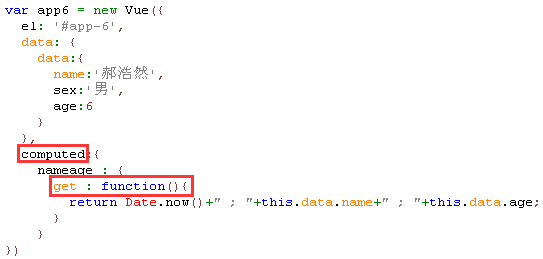 var app6 = new Vue({
el: '#app-6',
data: {
data:{
name:'郝浩然',
sex:'男',
age:6
}
},
computed:{
nameage : {
get : function(){
return Date.now()+" ; "+this.data.name+" ; "+this.data.age;
}
}
})